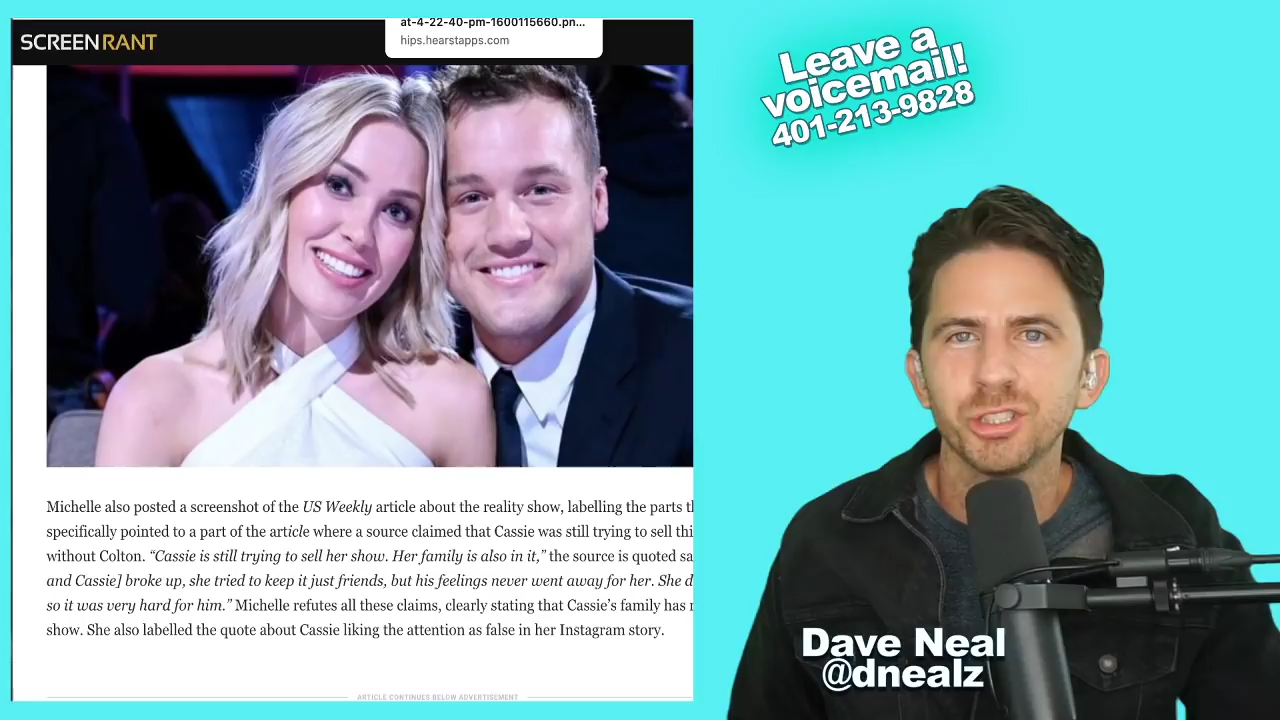 at-4-22-40-pm-1600115660.pn...
hips.hearstapps.com
SCREENRANT
Leave a
voicemail!
401-213-9828
Michelle also posted a screenshot of the US Weekly article about the reality show, labelling the parts
specifically pointed to a part of the article where a source claimed that Cassie was still trying to sell
without Colton. “Cassie is still trying to sell her show. Her family is also in it,” the source is quoted
and Cassie] broke up, she tried to keep it just friends, but his feelings never went away for her. She
so it was very hard for him.” Michelle refutes all these claims, clearly stating that Cassie’s family has
show. She also labelled the quote about Cassie liking the attention as false in her Instagram story.
ARTICLE CONTINUES BELOW ADVERTISEMENT
Dave Neal
@dnealz